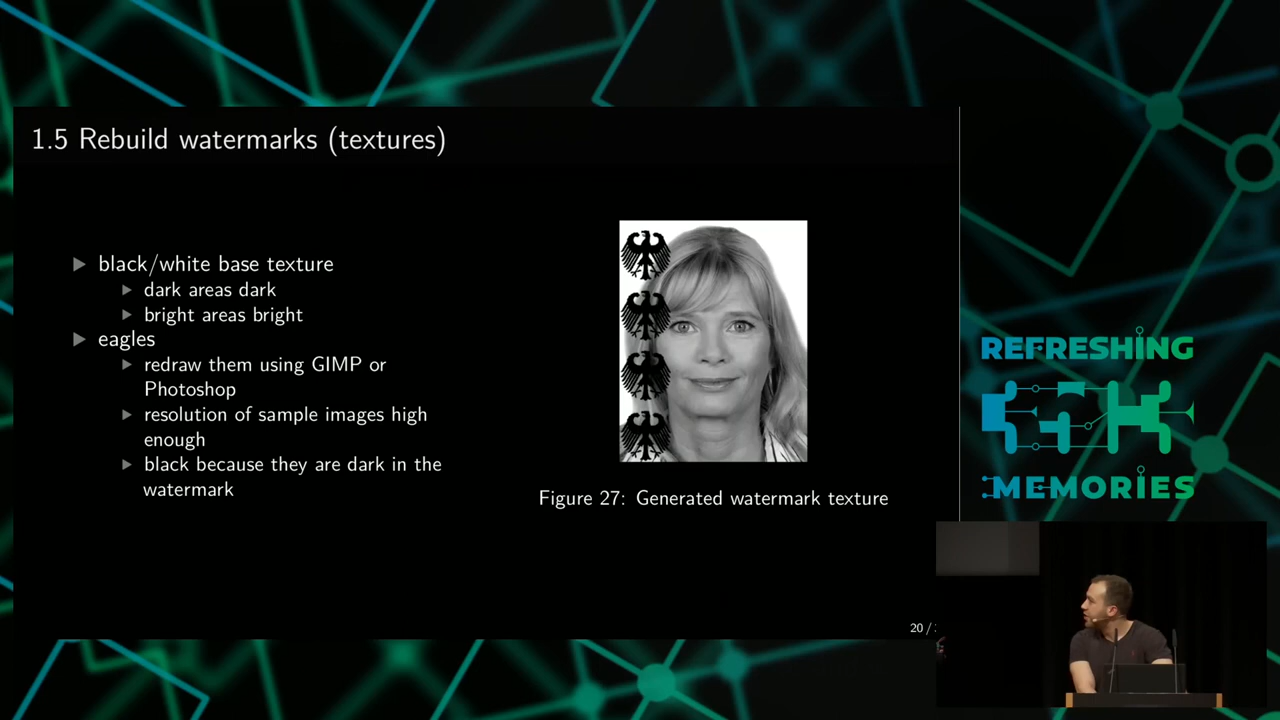 1.5 Rebuild watermarks (textures)
black/white base texture
dark areas dark
bright areas bright
eagles
redraw them using GIMP or
Photoshop
resolution of sample images high
enough
black because they are dark in the
watermark
Figure 27: Generated watermark texture
20 /
REFRESHING
MEMORIES